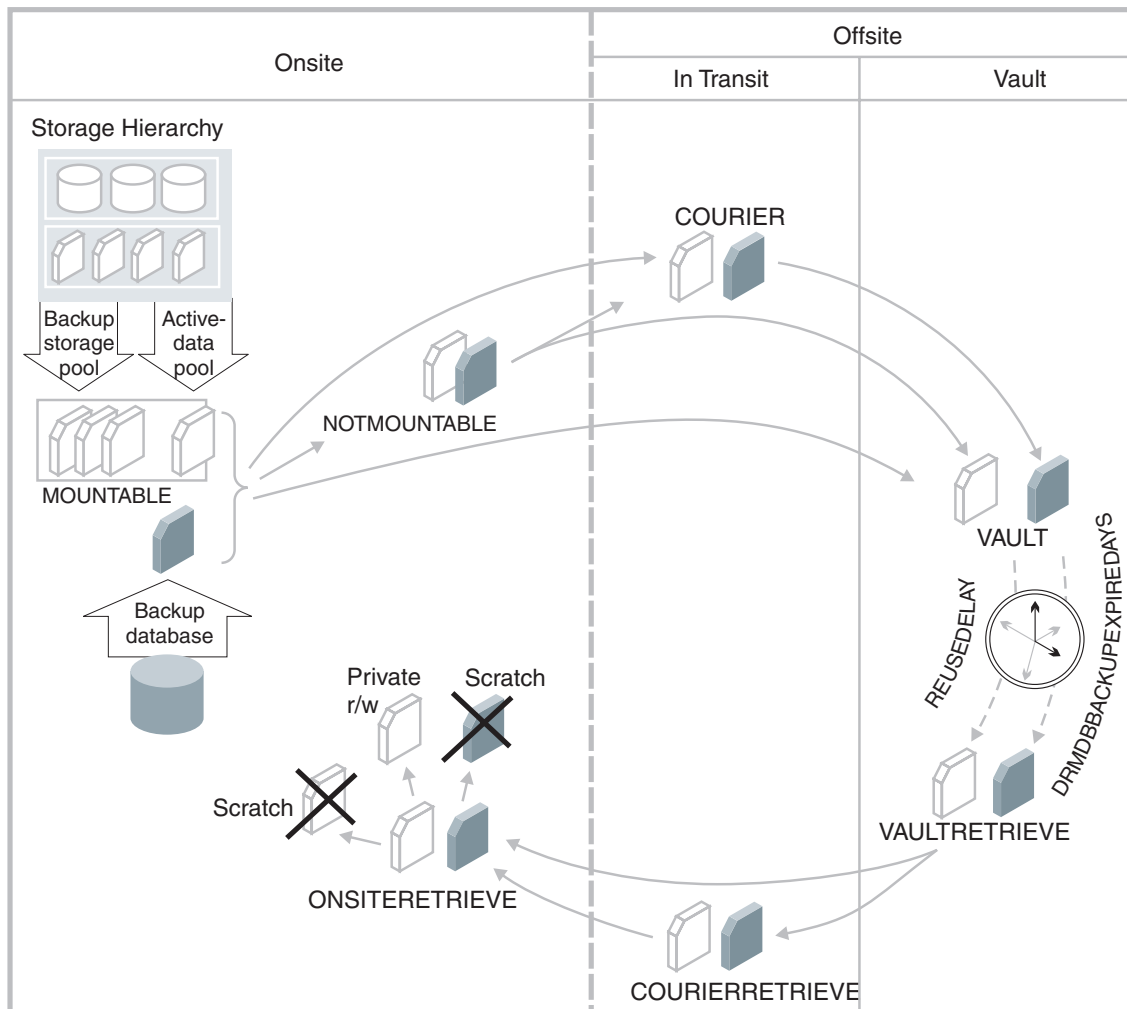 Onsite
Offsite
In Transit
Vault
Storage Hierarchy
Backup
storage
pool
Active-
data
pool
MOUNTABLE
NOTMOUNTABLE
COURIER
VAULT
REUSEDELAY
DRMDBBACKUPEXPIREDAYS
Backup
database
Private
r/w
Scratch
Scratch
ONSITERETRIEVE
VAULTRETRIEVE
COURIERRETRIEVE